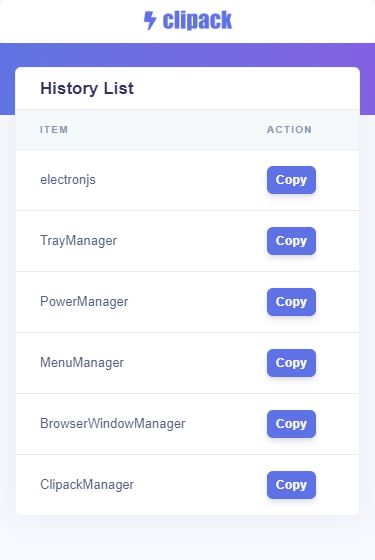 clipack
History List
ITEM ACTION
electronjs Copy
TrayManager Copy
PowerManager Copy
MenuManager Copy
BrowserWindowManager Copy
ClipackManager Copy